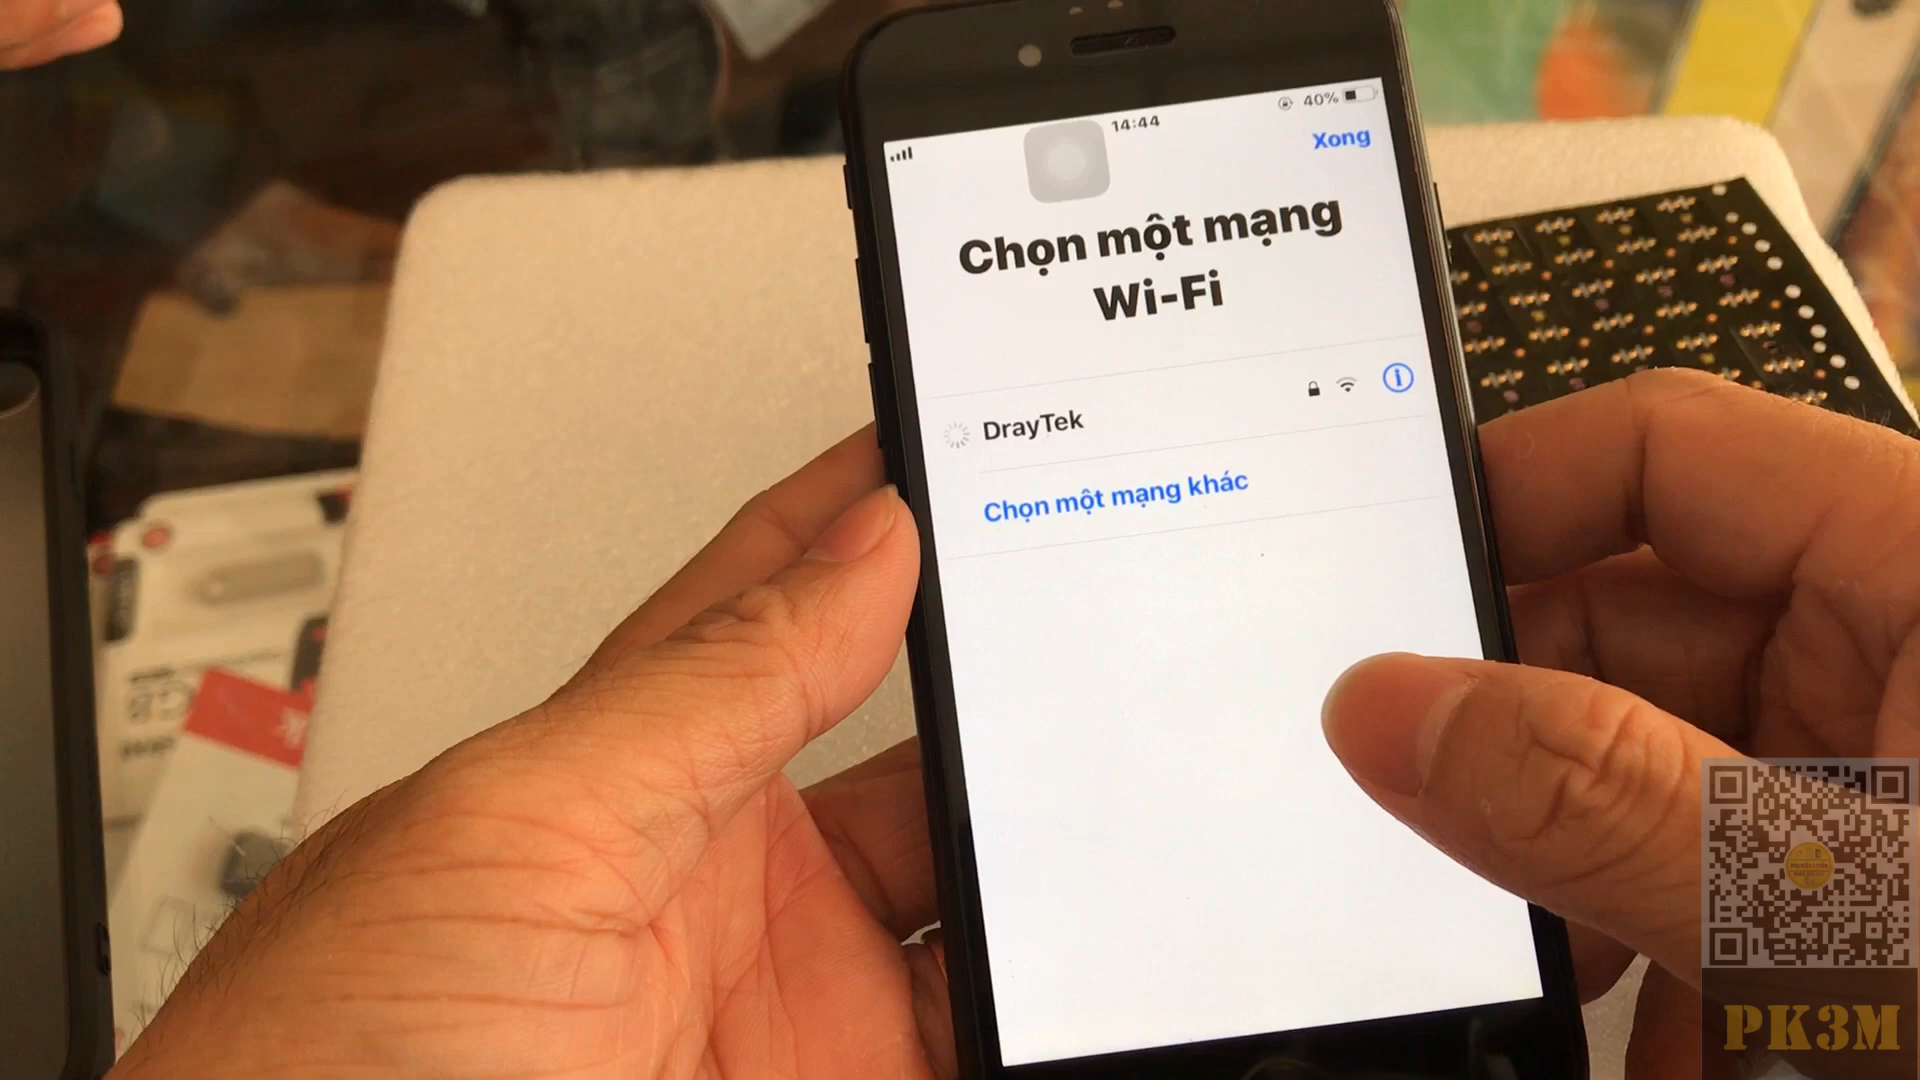 14:44
40%
Xong
Chọn một mạng
Wi-Fi
DrayTek
Chọn một mạng khác
PK3M